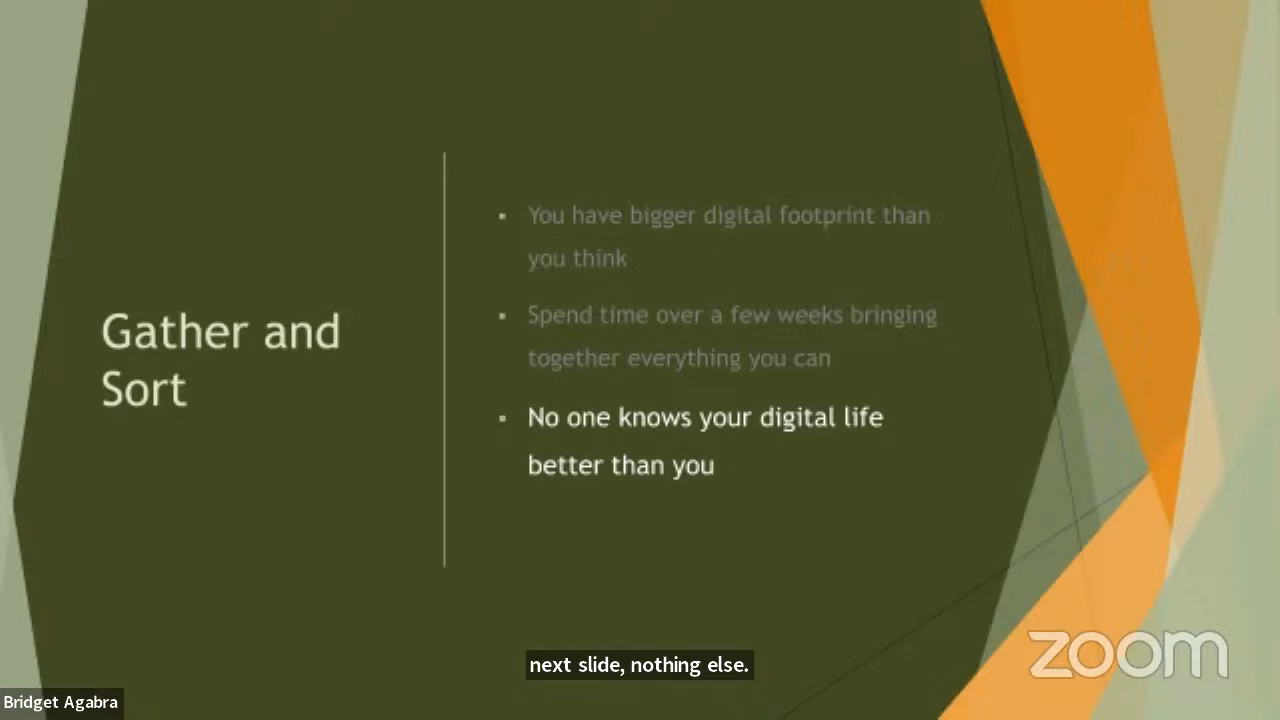 Gather and
Sort
▪ You have bigger digital footprint than
you think
▪ Spend time over a few weeks bringing
together everything you can
▪ No one knows your digital life
better than you
next slide, nothing else.
zoom
Bridget Agabra